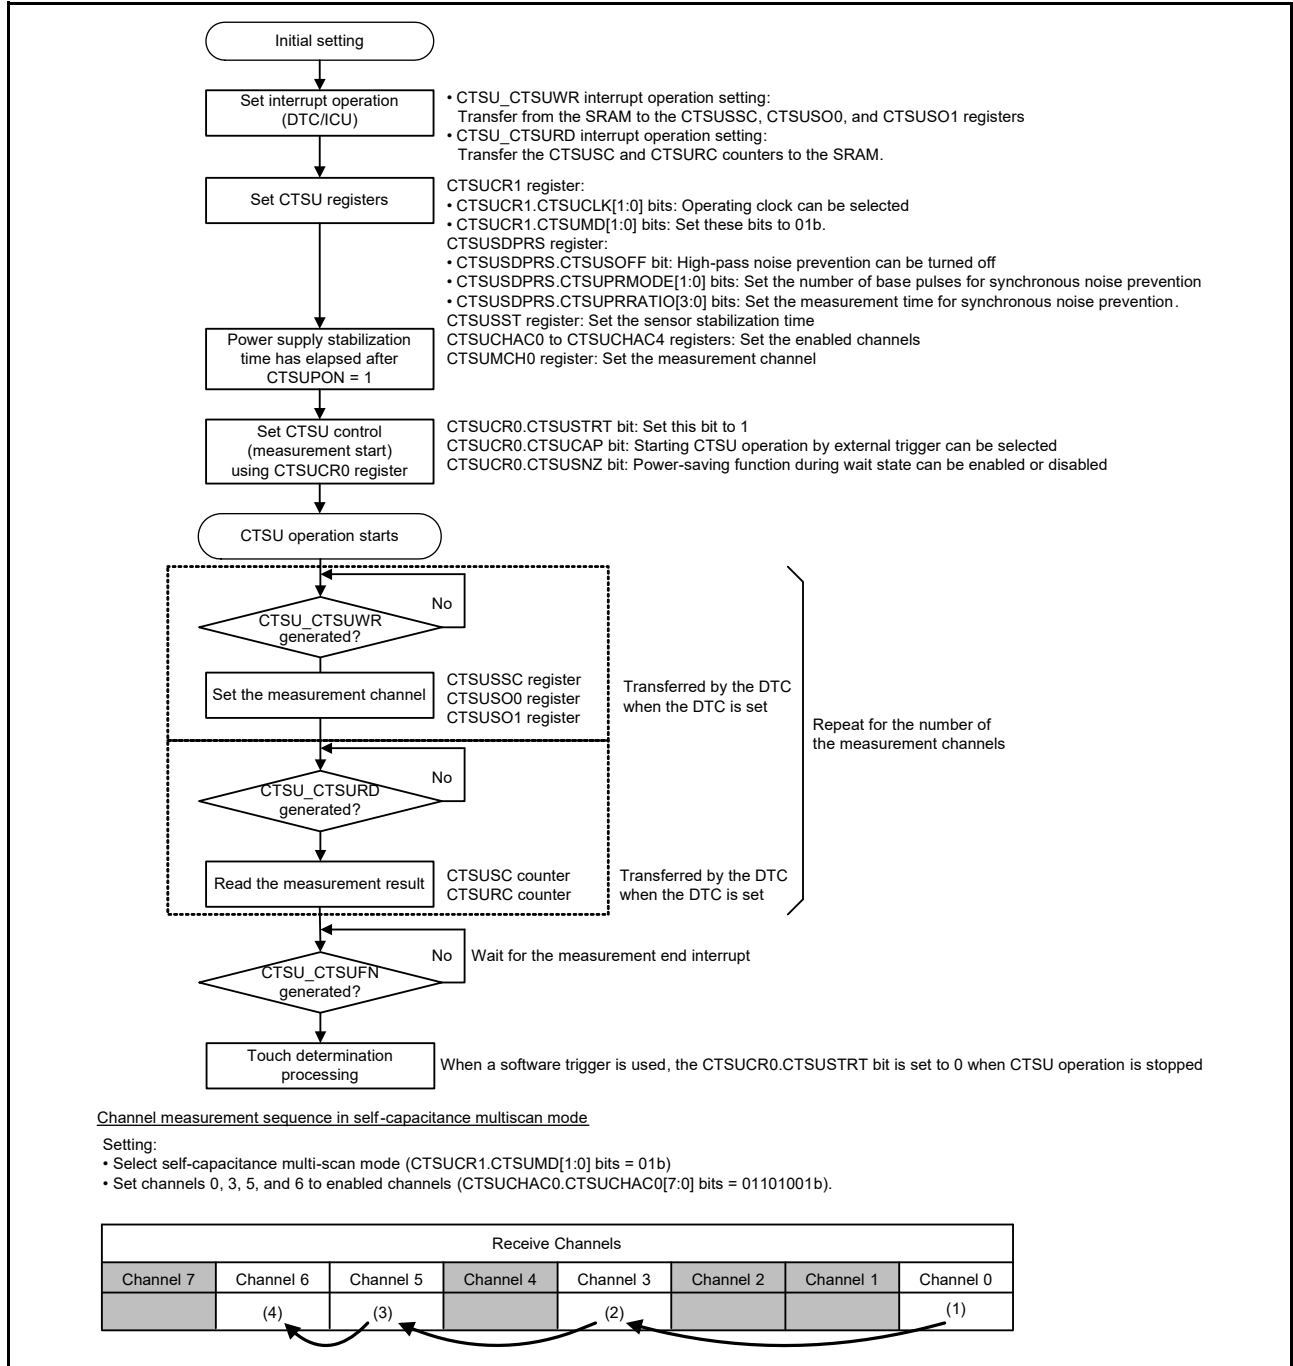 Initial setting
Set interrupt operation
(DTC/ICU)
• CTSU_CTSUWR interrupt operation setting:
Transfer from the SRAM to the CTSUSSC, CTSUSO0, and CTSUSO1 registers
• CTSU_CTSURD interrupt operation setting:
Transfer the CTSUSC and CTSURC counters to the SRAM.
Set CTSU registers
CTSUCR1 register:
• CTSUCR1.CTSUCLK[1:0] bits: Operating clock can be selected
• CTSUCR1.CTSUMD[1:0] bits: Set these bits to 01b.
CTSUSDPRS register:
• CTSUSDPRS.CTSUSOFF bit: High-pass noise prevention can be turned off
• CTSUSDPRS.CTSUPRMODE[1:0] bits: Set the number of base pulses for synchronous noise prevention
• CTSUSDPRS.CTSUPRRATIO[3:0] bits: Set the measurement time for synchronous noise prevention.
CTSUSST register: Set the sensor stabilization time
CTSUCHAC0 to CTSUCHAC4 registers: Set the enabled channels
CTSUMCH0 register: Set the measurement channel
Power supply stabilization
time has elapsed after
CTSUPON = 1
Set CTSU control
(measurement start)
using CTSUCR0 register
CTSUCR0.CTSUSTRT bit: Set this bit to 1
CTSUCR0.CTSUCAP bit: Starting CTSU operation by external trigger can be selected
CTSUCR0.CTSUSNZ bit: Power-saving function during wait state can be enabled or disabled
CTSU operation starts
No
CTSU_CTSUWR
generated?
Set the measurement channel
CTSUSSC register
CTSUSO0 register
CTSUSO1 register
Transferred by the DTC
when the DTC is set
Repeat for the number of
the measurement channels
No
CTSU_CTSURD
generated?
Read the measurement result
CTSUSC counter
CTSURC counter
Transferred by the DTC
when the DTC is set
No
Wait for the measurement end interrupt
CTSU_CTSUFN
generated?
Touch determination
processing
When a software trigger is used, the CTSUCR0.CTSUSTRT bit is set to 0 when CTSU operation is stopped
Channel measurement sequence in self-capacitance multiscan mode
Setting:
• Select self-capacitance multi-scan mode (CTSUCR1.CTSUMD[1:0] bits = 01b)
• Set channels 0, 3, 5, and 6 to enabled channels (CTSUCHAC0.CTSUCHAC0[7:0] bits = 01101001b).
Receive Channels
Channel 7 Channel 6 Channel 5 Channel 4 Channel 3 Channel 2 Channel 1 Channel 0
(4) (3) (2) (1)